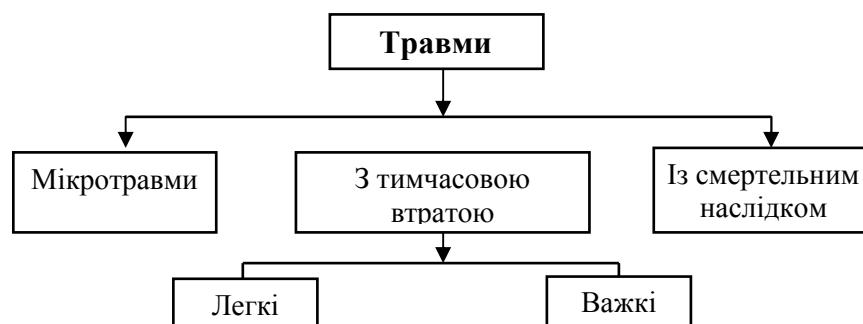 Травми
Мікротравми
З тимчасовою
втратою
Із смертельним
наслідком
Легкі
Важкі